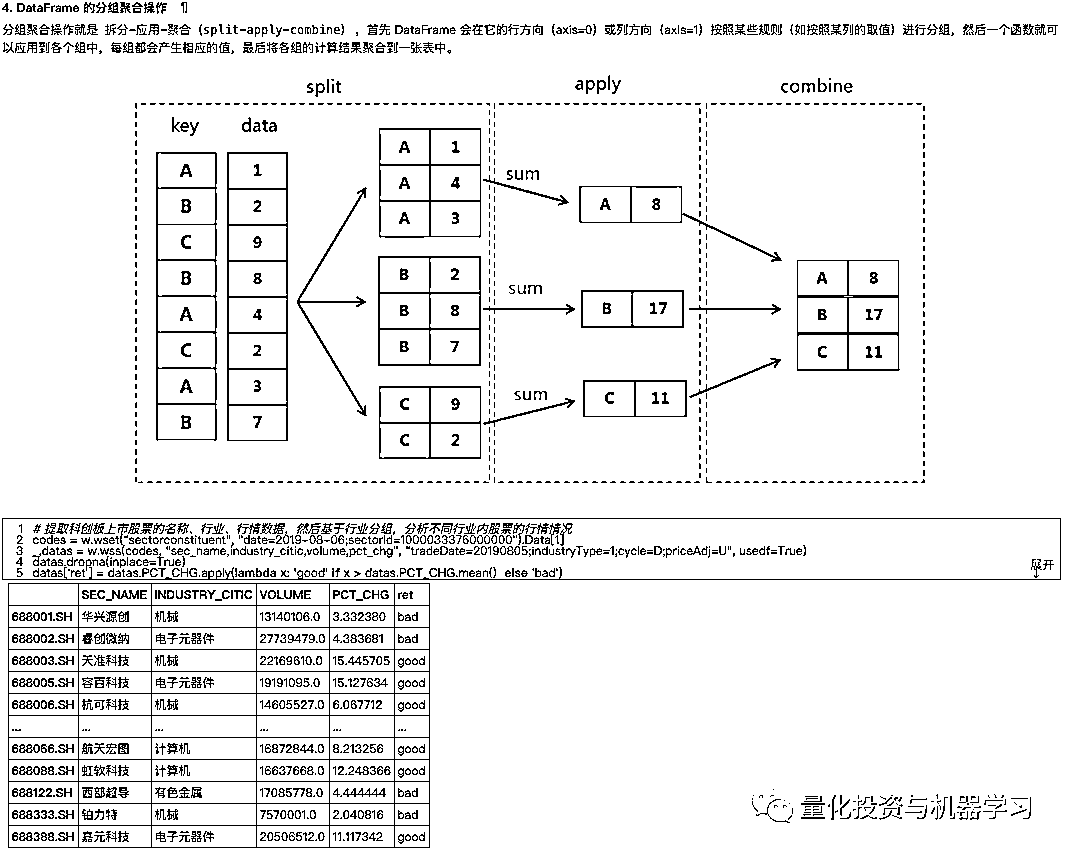 4. DataFrame 的分组聚合操作 ¶
分组聚合操作就是 拆分-应用-聚合（split-apply-combine），首先 DataFrame 会在它的行方向（axis=0）或列方向（axis=1）按照某些规则（如按照某列的取值）进行分组，然后一个函数就可
以应用到各个组中，每组都会产生相应的值，最后将各组的计算结果聚合到一张表中。
split apply combine
key data
A 1
B 2
C 9
B 8
A 4
C 2
A 3
B 7
A 1
A 4
A 3
B 2
B 8
B 7
C 9
C 2
sum
sum
sum
A 8
B 17
C 11
A 8
B 17
C 11
1 # 提取科创板上市股票的名称、行业、行情数据，然后基于行业分组，分析不同行业内股票的行情情况
2 codes = w.wset("sectorconstituent", "date=2019-08-06;sectorId=1000033376000000").Data[1]
3 _,datas = w.wss(codes, "sec_name,industry_citic,volume,pct_chg", "tradeDate=20190805;industryType=1;cycle=D;priceAdj=U", usedf=True)
4 datas.dropna(inplace=True)
5 datas['ret'] = datas.PCT_CHG.apply(lambda x: "good" if x > datas.PCT_CHG.mean() else 'bad')
展开
SEC_NAME INDUSTRY_CITIC VOLUME PCT_CHG ret
688001.SH 华兴源创 机械 13140106.0 3.332380 bad
688002.SH 睿创微纳 电子元器件 27739479.0 4.383681 bad
688003.SH 天准科技 机械 22169610.0 15.445705 good
688005.SH 容百科技 电子元器件 19191095.0 15.127634 good
688006.SH 杭可科技 机械 14605527.0 6.067712 good
... ... ... ... ... ...
688066.SH 航天宏图 计算机 16872844.0 8.213256 good
688088.SH 虹软科技 计算机 16637668.0 12.248366 good
688122.SH 西部超导 有色金属 17085778.0 4.444444 bad
688333.SH 铂力特 机械 7570001.0 2.040816 bad
688388.SH 嘉元科技 电子元器件 20506512.0 11.117342 good
量化投资与机器学习